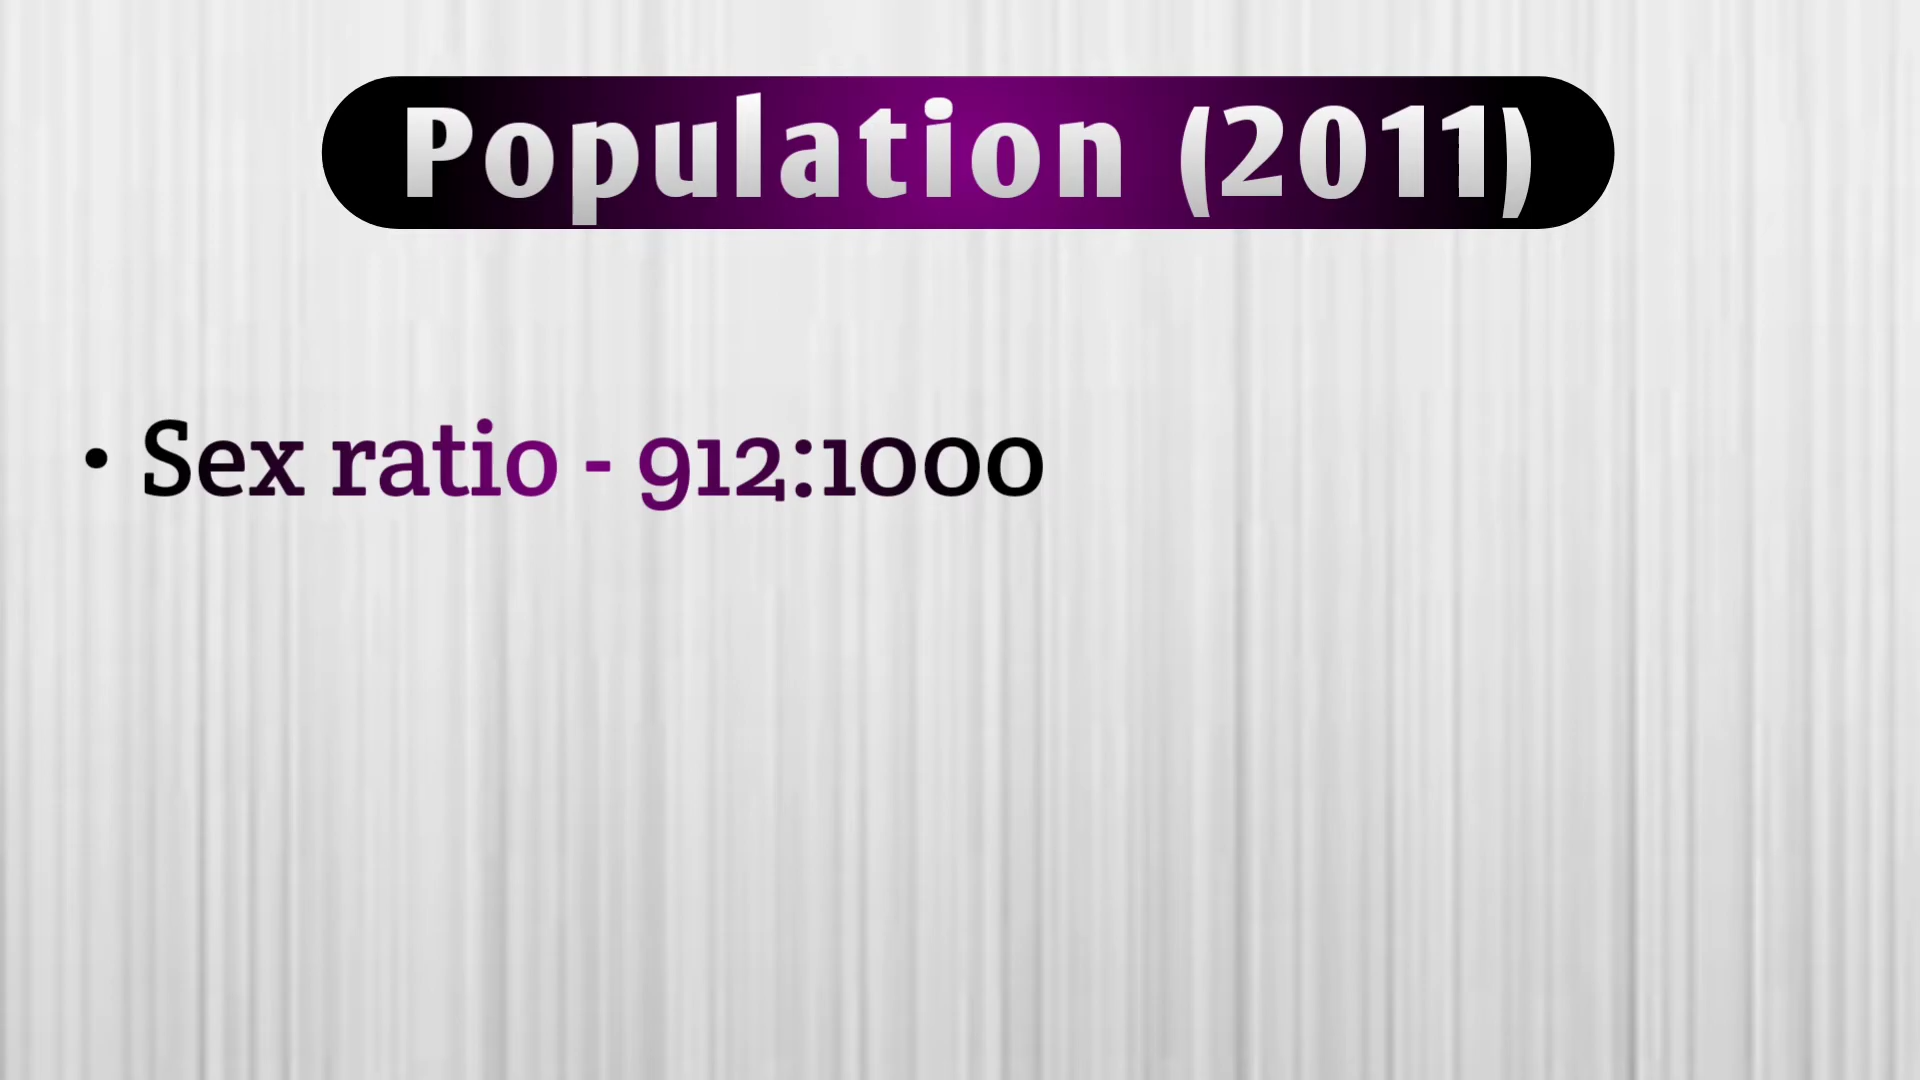 Population (2011)
• Sex ratio - 912:1000